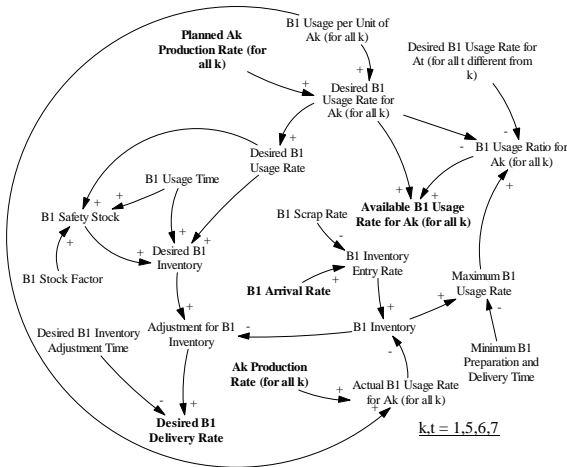 B1 Usage per Unit of
Ak (for all k)
Planned Ak
Production Rate (for
all k)
Desired B1 Usage Rate for
At (for all t different from
k)
+
+
Desired B1
Usage Rate for
Ak (for all k)
+
-
-
B1 Usage Ratio for
Ak (for all k)
Desired B1
Usage Rate
+
B1 Usage Time
+
+
+
+
Available B1 Usage
Rate for Ak (for all k)
B1 Safety Stock
B1 Scrap Rate
+
+
+
+
-
Desired B1
Inventory
B1 Inventory
Entry Rate
B1 Stock Factor
B1 Arrival Rate
+
Maximum B1
Usage Rate
+
+
+
-
Desired B1 Inventory
Adjustment Time
Adjustment for B1
Inventory
-
B1 Inventory
-
Minimum B1
Preparation and
Delivery Time
Ak Production
Rate (for all k)
+
Actual B1 Usage Rate
for Ak (for all k)
+
-
+
Desired B1
Delivery Rate
k,t = 1,5,6,7